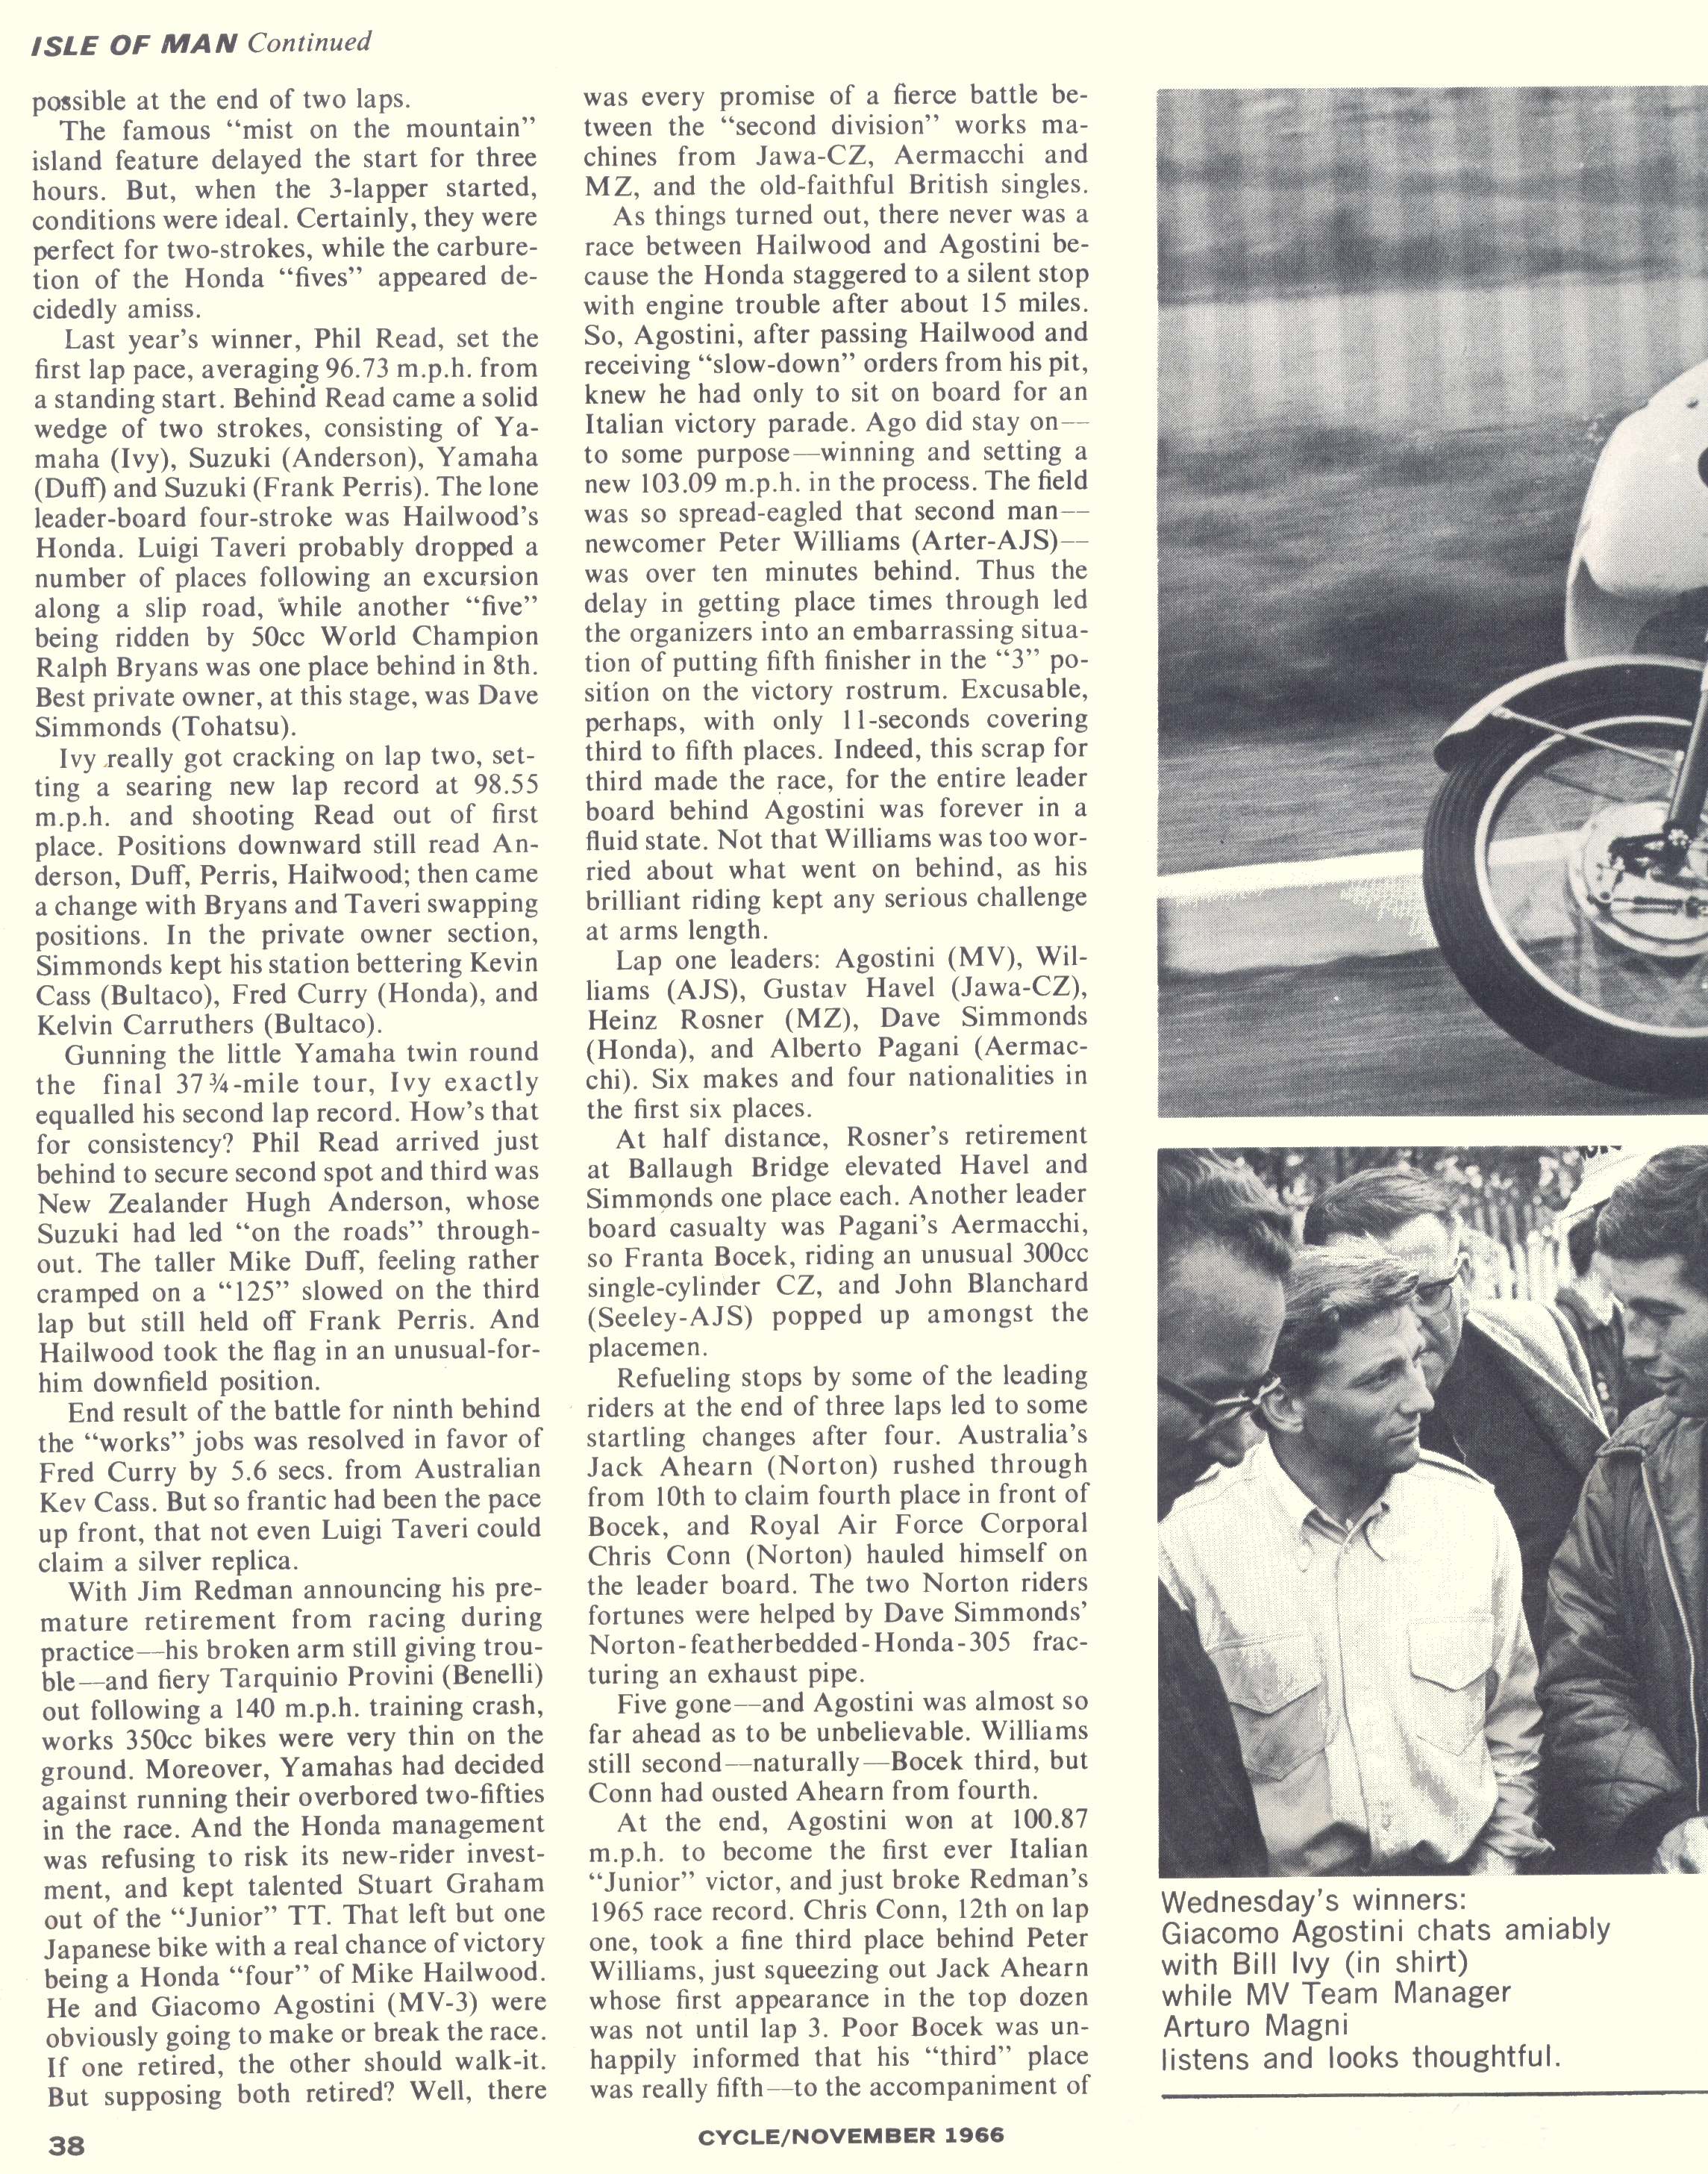 ISLE OF MAN Continued
possible at the end of two laps.
The famous “mist on the mountain”
island feature delayed the start for three
hours. But, when the 3-lapper started,
conditions were ideal. Certainly, they were
perfect for two-strokes, while the carbure-
tion of the Honda “fives” appeared de-
cidedly amiss.
Last year’s winner, Phil Read, set the
first lap pace, averaging 96.73 m.p.h. from
a standing start. Behind Read came a solid
wedge of two strokes, consisting of Ya-
maha (Ivy), Suzuki (Anderson), Yamaha
(Duff) and Suzuki (Frank Perris). The lone
leader-board four-stroke was Hailwood’s
Honda. Luigi Taveri probably dropped a
number of places following an excursion
along a slip road, while another “five”
being ridden by 50cc World Champion
Ralph Bryans was one place behind in 8th.
Best private owner, at this stage, was Dave
Simmonds (Tohatsu).
Ivy really got cracking on lap two, set-
ting a searing new lap record at 98.55
m.p.h. and shooting Read out of first
place. Positions downward still read An-
derson, Duff, Perris, Hailwood; then came
a change with Bryans and Taveri swapping
positions. In the private owner section,
Simmonds kept his station bettering Kevin
Cass (Bultaco), Fred Curry (Honda), and
Kelvin Carruthers (Bultaco).
Gunning the little Yamaha twin round
the final 37¾-mile tour, Ivy exactly
equalled his second lap record. How’s that
for consistency? Phil Read arrived just
behind to secure second spot and third was
New Zealander Hugh Anderson, whose
Suzuki had led “on the roads” through-
out. The taller Mike Duff, feeling rather
cramped on a “125” slowed on the third
lap but still held off Frank Perris. And
Hailwood took the flag in an unusual-for-
him downfield position.
End result of the battle for ninth behind
the “works” jobs was resolved in favor of
Fred Curry by 5.6 secs. from Australian
Kev Cass. But so frantic had been the pace
up front, that not even Luigi Taveri could
claim a silver replica.
With Jim Redman announcing his pre-
mature retirement from racing during
practice—his broken arm still giving trou-
ble—and fiery Tarquinio Provini (Benelli)
out following a 140 m.p.h. training crash,
works 350cc bikes were very thin on the
ground. Moreover, Yamahas had decided
against running their overbored two-fifties
in the race. And the Honda management
was refusing to risk its new-rider invest-
ment, and kept talented Stuart Graham
out of the “Junior” TT. That left but one
Japanese bike with a real chance of victory
being a Honda “four” of Mike Hailwood.
He and Giacomo Agostini (MV-3) were
obviously going to make or break the race.
If one retired, the other should walk-it.
But supposing both retired? Well, there
was every promise of a fierce battle be-
tween the “second division” works ma-
chines from Jawa-CZ, Aermacchi and
MZ, and the old-faithful British singles.
As things turned out, there never was a
race between Hailwood and Agostini be-
cause the Honda staggered to a silent stop
with engine trouble after about 15 miles.
So, Agostini, after passing Hailwood and
receiving “slow-down” orders from his pit,
knew he had only to sit on board for an
Italian victory parade. Ago did stay on—
to some purpose—winning and setting a
new 103.09 m.p.h. in the process. The field
was so spread-eagled that second man—
newcomer Peter Williams (Arter-AJS)—
was over ten minutes behind. Thus the
delay in getting place times through led
the organizers into an embarrassing situa-
tion of putting fifth finisher in the “3” po-
sition on the victory rostrum. Excusable,
perhaps, with only 11-seconds covering
third to fifth places. Indeed, this scrap for
third made the race, for the entire leader
board behind Agostini was forever in a
fluid state. Not that Williams was too wor-
ried about what went on behind, as his
brilliant riding kept any serious challenge
at arms length.
Lap one leaders: Agostini (MV), Wil-
liams (AJS), Gustav Havel (Jawa-CZ),
Heinz Rosner (MZ), Dave Simmonds
(Honda), and Alberto Pagani (Aermac-
chi). Six makes and four nationalities in
the first six places.
At half distance, Rosner’s retirement
at Ballaugh Bridge elevated Havel and
Simmonds one place each. Another leader
board casualty was Pagani’s Aermacchi,
so Franta Bocek, riding an unusual 300cc
single-cylinder CZ, and John Blanchard
(Seeley-AJS) popped up amongst the
placemen.
Refueling stops by some of the leading
riders at the end of three laps led to some
startling changes after four. Australia’s
Jack Ahearn (Norton) rushed through
from 10th to claim fourth place in front of
Bocek, and Royal Air Force Corporal
Chris Conn (Norton) hauled himself on
the leader board. The two Norton riders
fortunes were helped by Dave Simmonds’
Norton-featherbedded-Honda-305 frac-
turing an exhaust pipe.
Five gone—and Agostini was almost so
far ahead as to be unbelievable. Williams
still second—naturally—Bocek third, but
Conn had ousted Ahearn from fourth.
At the end, Agostini won at 100.87
m.p.h. to become the first ever Italian
“Junior” victor, and just broke Redman’s
1965 race record. Chris Conn, 12th on lap
one, took a fine third place behind Peter
Williams, just squeezing out Jack Ahearn
whose first appearance in the top dozen
was not until lap 3. Poor Bocek was un-
happily informed that his “third” place
was really fifth—to the accompaniment of
Wednesday’s winners:
Giacomo Agostini chats amiably
with Bill Ivy (in shirt)
while MV Team Manager
Arturo Magni
listens and looks thoughtful.
38
CYCLE/NOVEMBER 1966